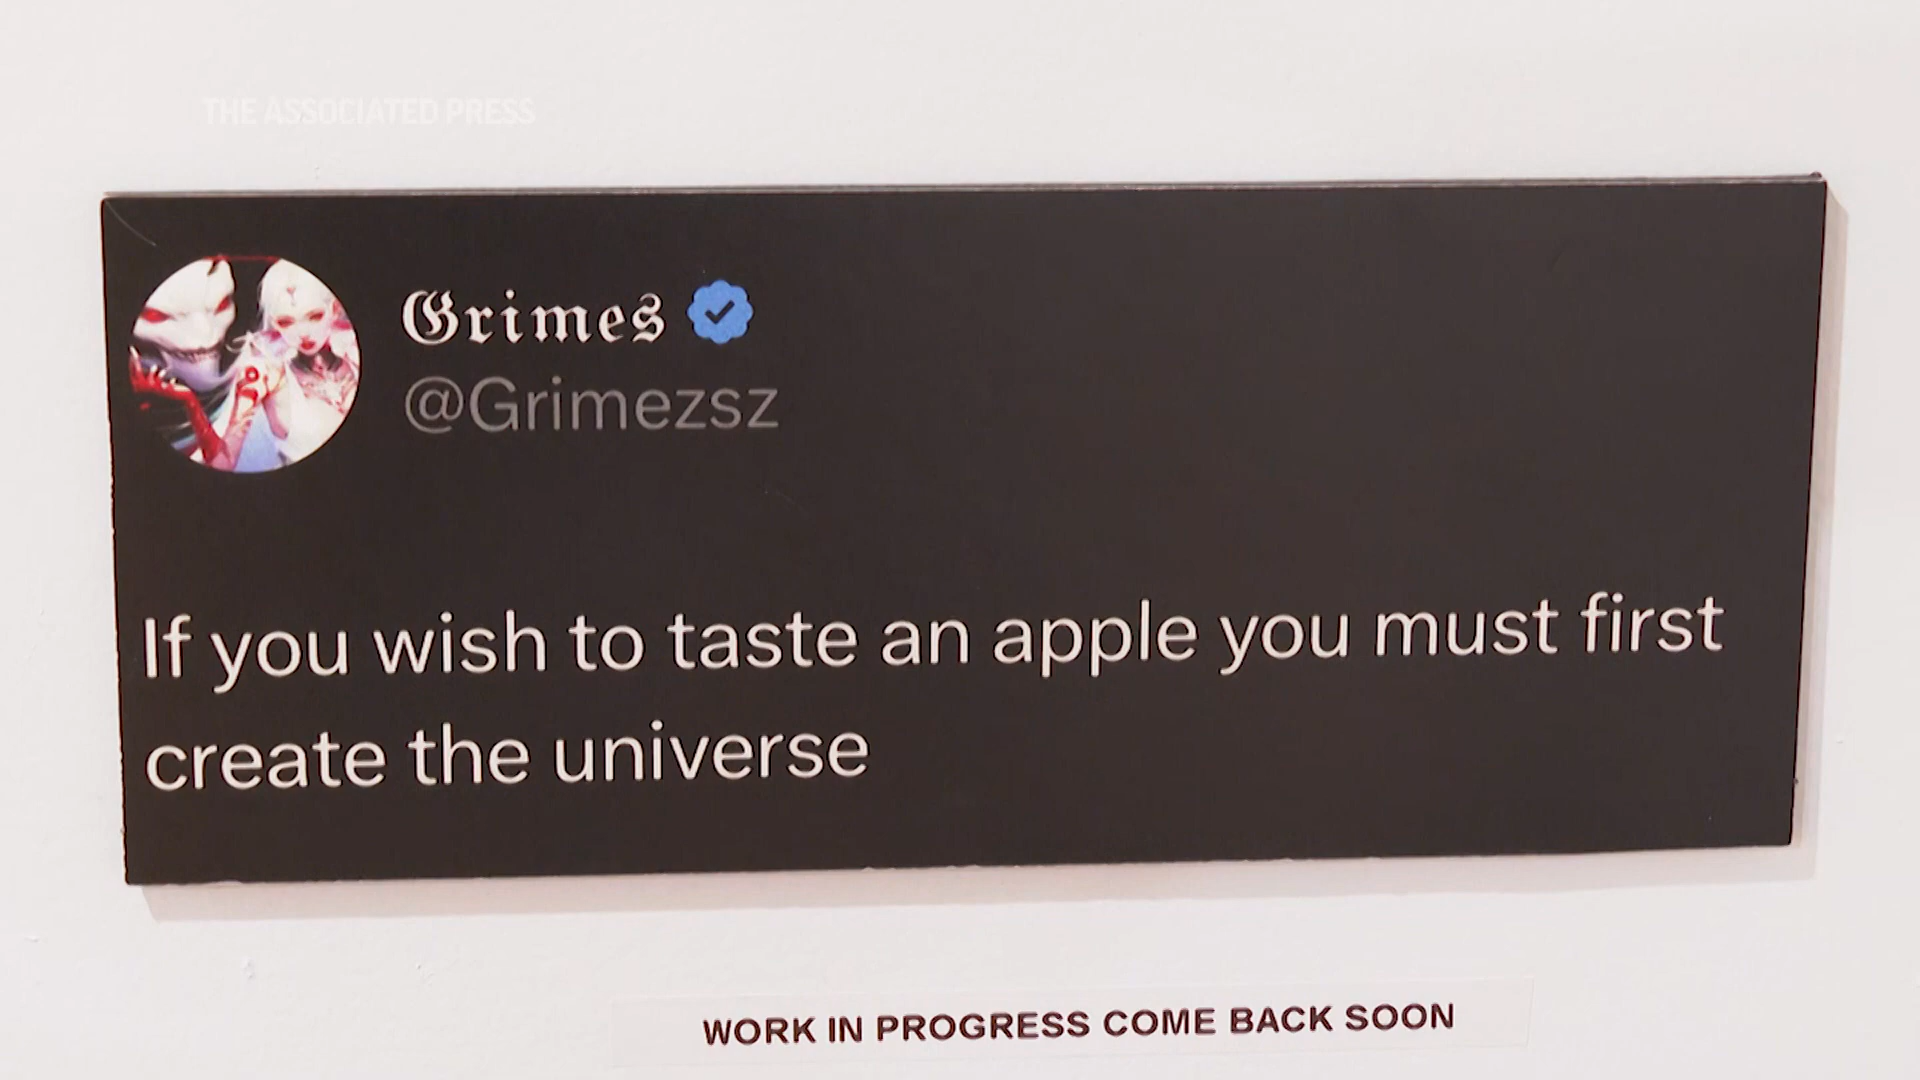 THE ASSOCIATED PRESS
Grimes
@Grimezsz
If you wish to taste an apple you must first
create the universe
WORK IN PROGRESS COME BACK SOON